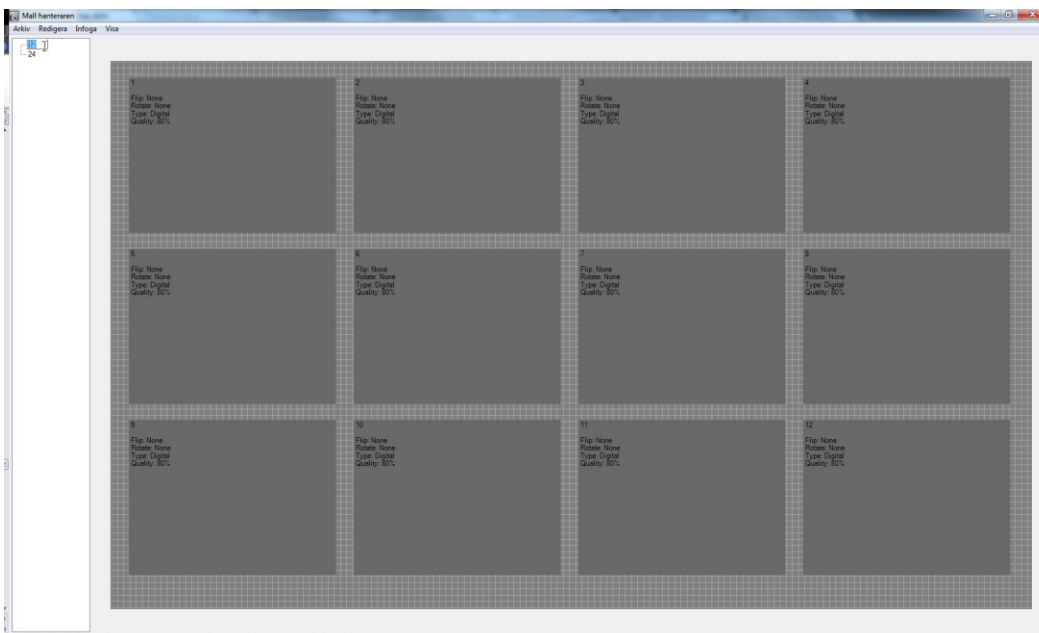 Mall hanteraren
Arkiv Redigera Infoga Visa
12
24
1
Flip: None
Rotate: None
Type: Digital
Quality: 80%
2
Flip: None
Rotate: None
Type: Digital
Quality: 80%
3
Flip: None
Rotate: None
Type: Digital
Quality: 80%
4
Flip: None
Rotate: None
Type: Digital
Quality: 80%
5
Flip: None
Rotate: None
Type: Digital
Quality: 80%
6
Flip: None
Rotate: None
Type: Digital
Quality: 80%
7
Flip: None
Rotate: None
Type: Digital
Quality: 80%
8
Flip: None
Rotate: None
Type: Digital
Quality: 80%
9
Flip: None
Rotate: None
Type: Digital
Quality: 80%
10
Flip: None
Rotate: None
Type: Digital
Quality: 80%
11
Flip: None
Rotate: None
Type: Digital
Quality: 80%
12
Flip: None
Rotate: None
Type: Digital
Quality: 80%